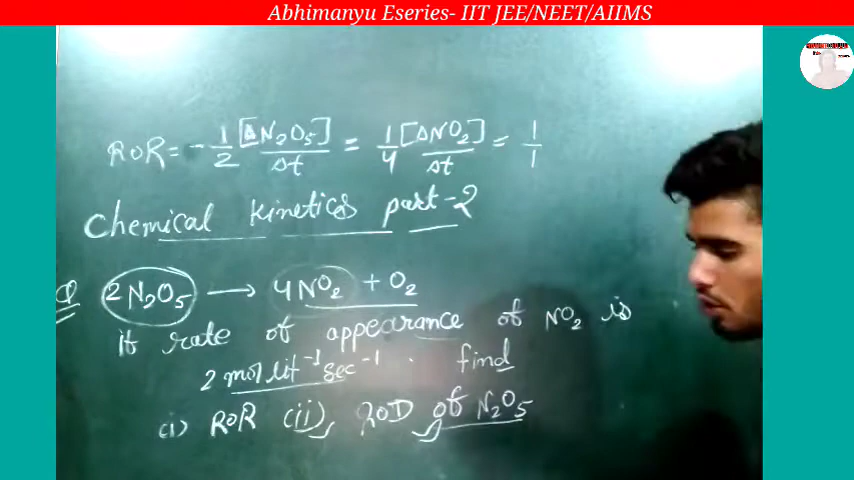 Abhimanyu Eseries- IIT JEE/NEET/AIIMS
ROR = - 1/2 [ΔN₂O₅]/Δt = 1/4 [ΔNO₂]/Δt = 1/1
Chemical kinetics part-2
Q 2N₂O₅ → 4NO₂ + O₂
if rate of appearance of NO₂ is
2 mol lit⁻¹ sec⁻¹ . find
(i) ROR (ii), ROD of N₂O₅